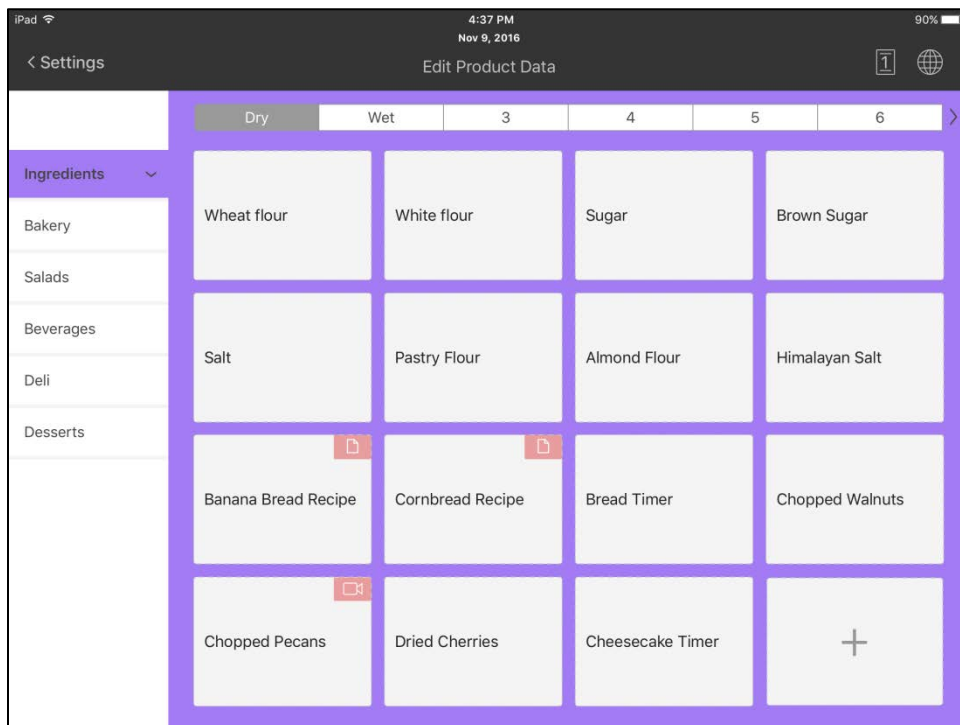 iPad 4:37 PM 90%
Nov 9, 2016
< Settings Edit Product Data 1
Dry Wet 3 4 5 6 >
Ingredients
Bakery
Salads
Beverages
Deli
Desserts
Wheat flour White flour Sugar Brown Sugar
Salt Pastry Flour Almond Flour Himalayan Salt
Banana Bread Recipe Cornbread Recipe Bread Timer Chopped Walnuts
Chopped Pecans Dried Cherries Cheesecake Timer +